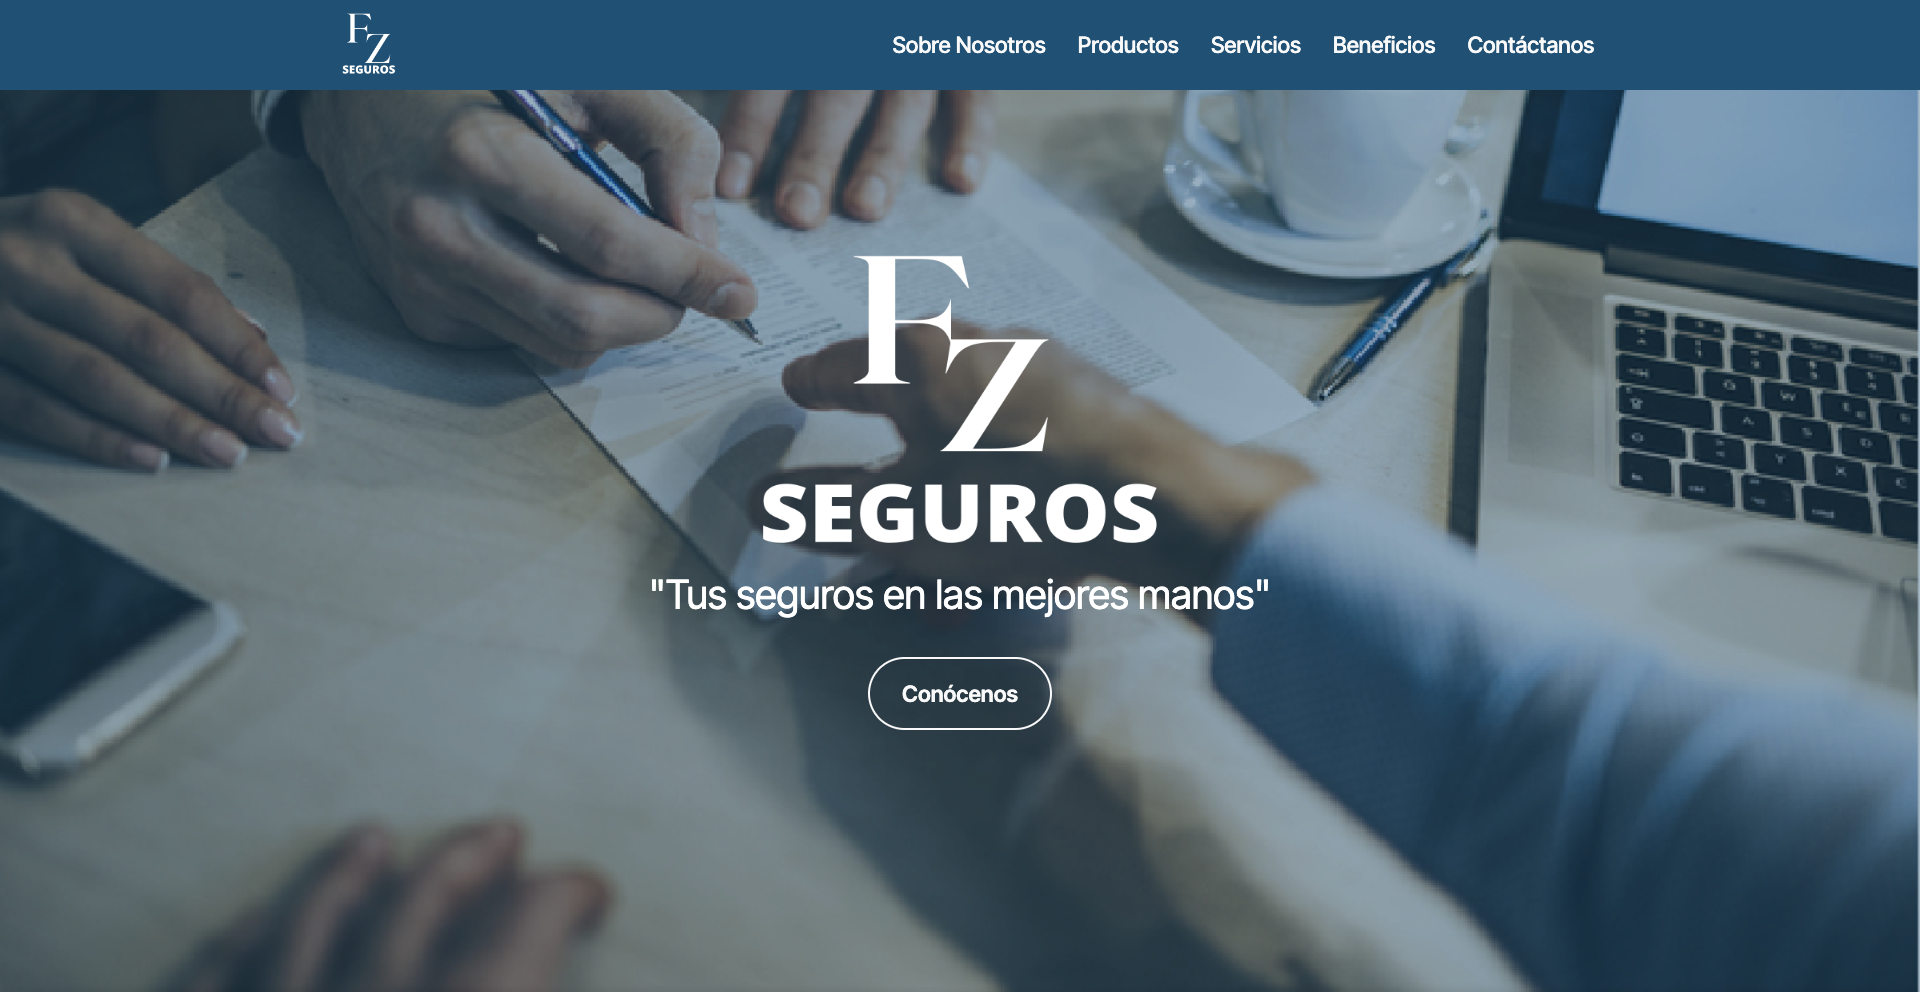 FZ
SEGUROS
Sobre Nosotros
Productos
Servicios
Beneficios
Contáctanos
FZ
SEGUROS
"Tus seguros en las mejores manos"
Conócenos